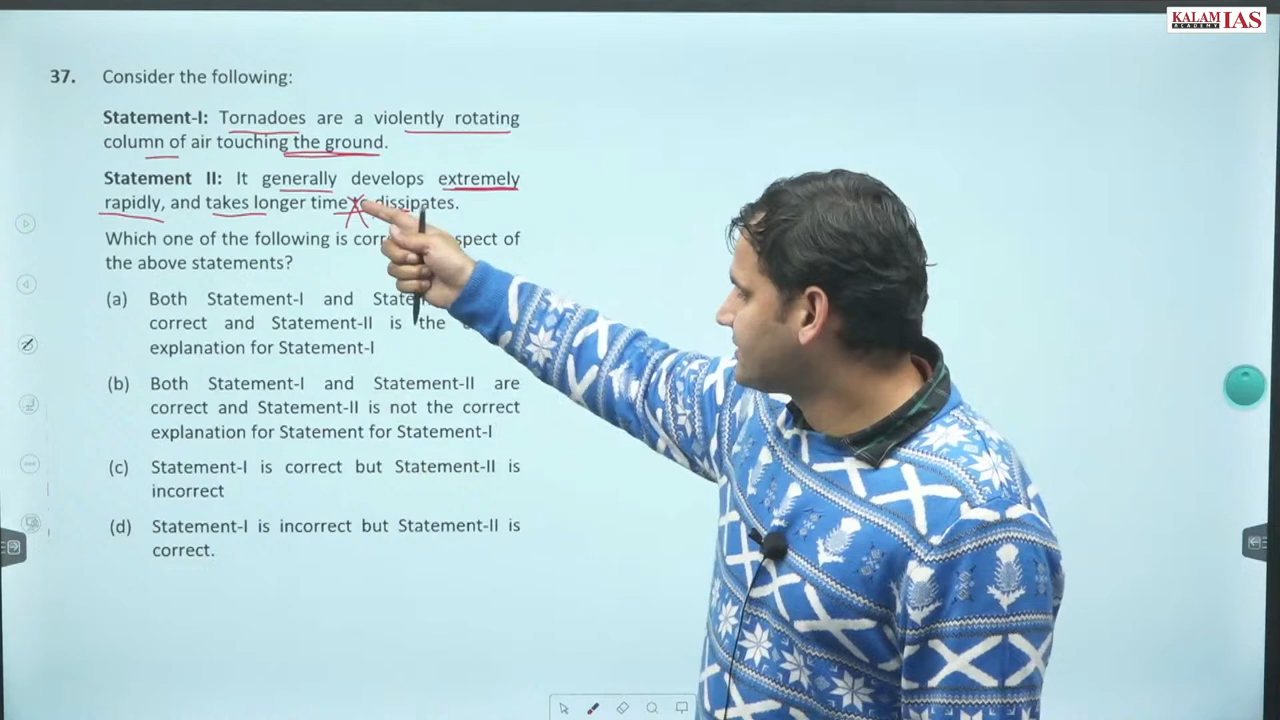 KALAM IAS
ACADEMY
37. Consider the following:
Statement-I: Tornadoes are a violently rotating
column of air touching the ground.
Statement II: It generally develops extremely
rapidly, and takes longer time dissipates.
Which one of the following is spect of
the above statements?
(a) Both Statement-I and
correct and Statement-II is the
explanation for Statement-I
(b) Both Statement-I and Statement-II are
correct and Statement-II is not the correct
explanation for Statement for Statement-I
(c) Statement-I is correct but Statement-II is
incorrect
(d) Statement-I is incorrect but Statement-II is
correct.